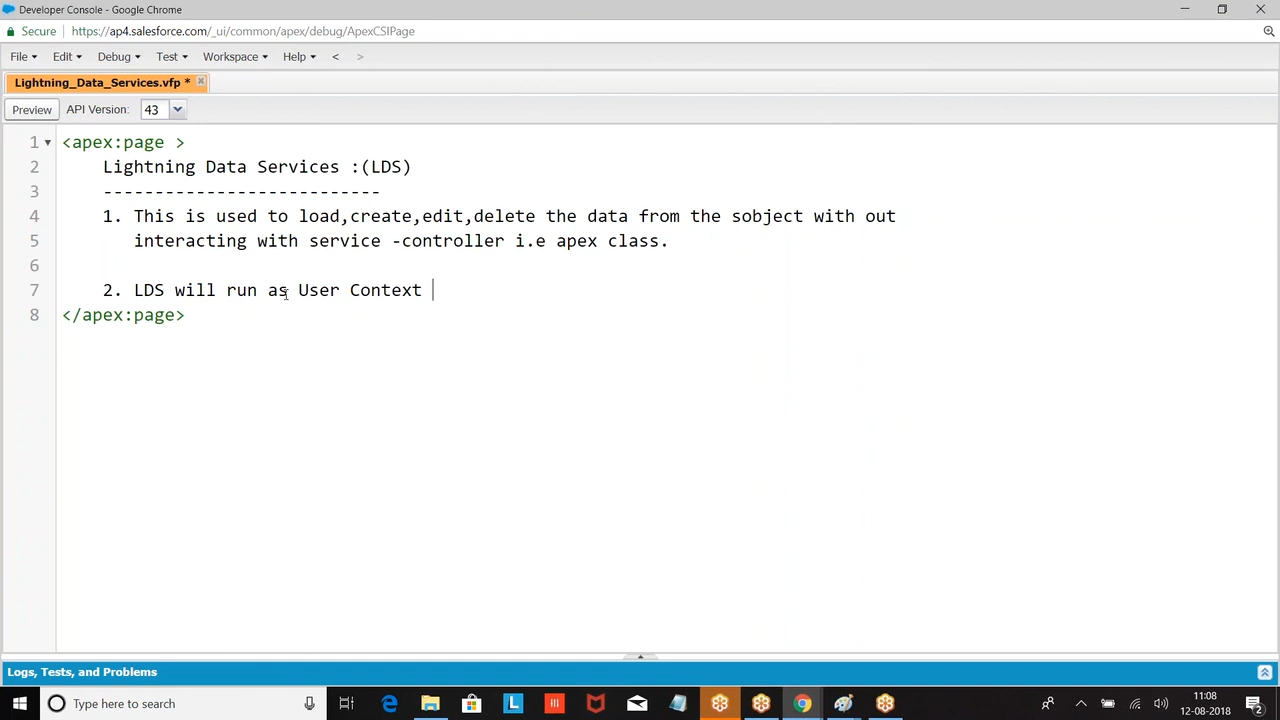 Developer Console - Google Chrome
Secure https://ap4.salesforce.com/_ui/common/apex/debug/ApexCSIPage
File Edit Debug Test Workspace Help < >
Lightning_Data_Services.vfp *
Preview API Version: 43
1 <apex:page >
2 Lightning Data Services :(LDS)
3 ---------------------------
4 1. This is used to load,create,edit,delete the data from the sobject with out
5 interacting with service -controller i.e apex class.
6
7 2. LDS will run as User Context
8 </apex:page>
Logs, Tests, and Problems
Type here to search
11:08
12-08-2018
2